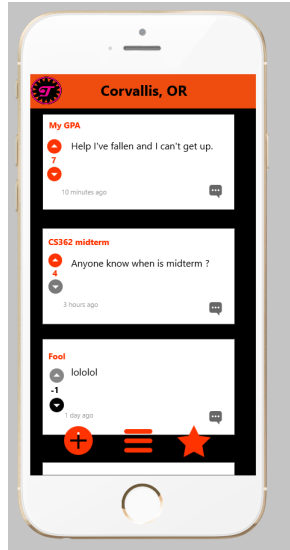 T
Corvallis, OR
My GPA
Help I've fallen and I can't get up.
7
10 minutes ago
CS362 midterm
Anyone know when is midterm ?
4
3 hours ago
Fool
lololol
-1
1 day ago